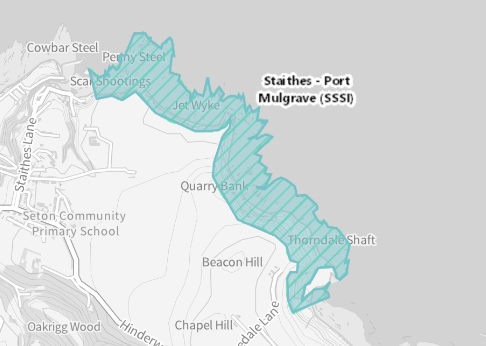 Cowbar Steel
Penny Steel
Staithes - Port
Mulgrave (SSSI)
Scar Shootings
Jet Wyke
Staithes Lane
Quarry Bank
Seton Community
Primary School
Thorndale Shaft
Beacon Hill
Oakrigg Wood
Chapel Hill
Hinderw
edale Lane